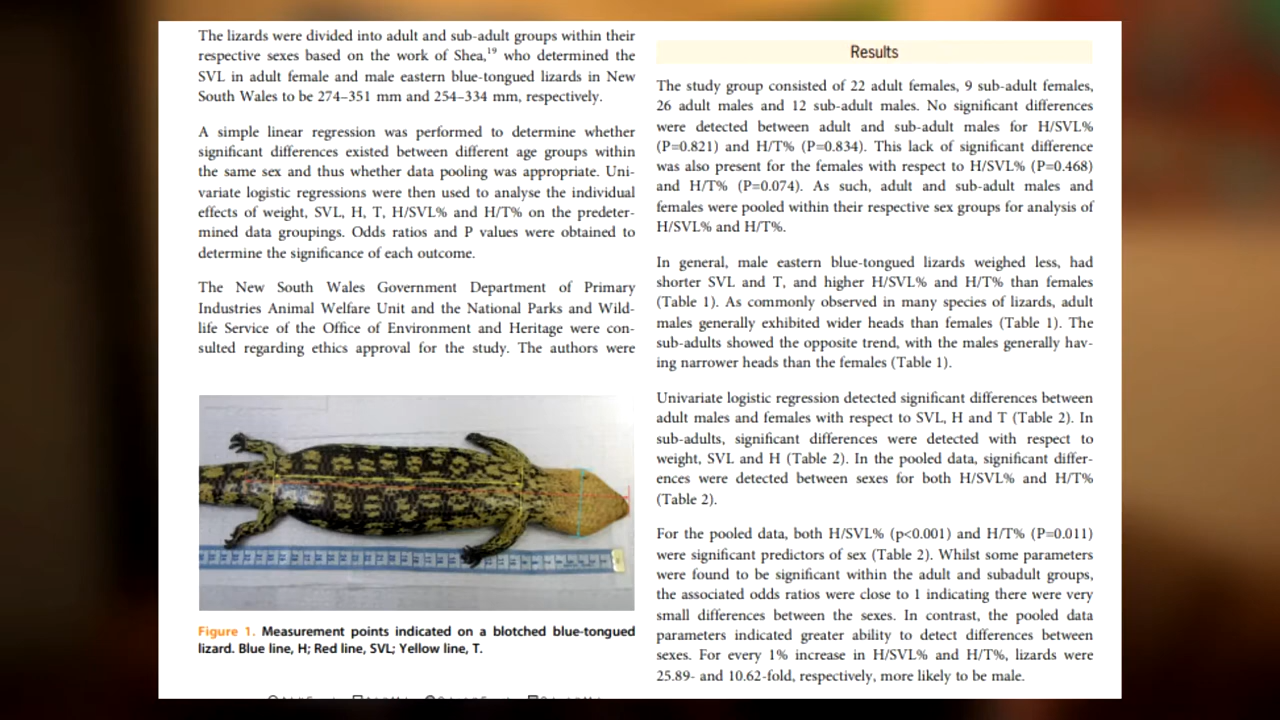 The lizards were divided into adult and sub-adult groups within their
respective sexes based on the work of Shea,19 who determined the
SVL in adult female and male eastern blue-tongued lizards in New
South Wales to be 274–351 mm and 254–334 mm, respectively.
A simple linear regression was performed to determine whether
significant differences existed between different age groups within
the same sex and thus whether data pooling was appropriate. Uni-
variate logistic regressions were then used to analyse the individual
effects of weight, SVL, H, T, H/SVL% and H/T% on the predeter-
mined data groupings. Odds ratios and P values were obtained to
determine the significance of each outcome.
The New South Wales Government Department of Primary
Industries Animal Welfare Unit and the National Parks and Wild-
life Service of the Office of Environment and Heritage were con-
sulted regarding ethics approval for the study. The authors were
Figure 1. Measurement points indicated on a blotched blue-tongued
lizard. Blue line, H; Red line, SVL; Yellow line, T.
Results
The study group consisted of 22 adult females, 9 sub-adult females,
26 adult males and 12 sub-adult males. No significant differences
were detected between adult and sub-adult males for H/SVL%
(P=0.821) and H/T% (P=0.834). This lack of significant difference
was also present for the females with respect to H/SVL% (P=0.468)
and H/T% (P=0.074). As such, adult and sub-adult males and
females were pooled within their respective sex groups for analysis of
H/SVL% and H/T%.
In general, male eastern blue-tongued lizards weighed less, had
shorter SVL and T, and higher H/SVL% and H/T% than females
(Table 1). As commonly observed in many species of lizards, adult
males generally exhibited wider heads than females (Table 1). The
sub-adults showed the opposite trend, with the males generally hav-
ing narrower heads than the females (Table 1).
Univariate logistic regression detected significant differences between
adult males and females with respect to SVL, H and T (Table 2). In
sub-adults, significant differences were detected with respect to
weight, SVL and H (Table 2). In the pooled data, significant differ-
ences were detected between sexes for both H/SVL% and H/T%
(Table 2).
For the pooled data, both H/SVL% (p<0.001) and H/T% (P=0.011)
were significant predictors of sex (Table 2). Whilst some parameters
were found to be significant within the adult and subadult groups,
the associated odds ratios were close to 1 indicating there were very
small differences between the sexes. In contrast, the pooled data
parameters indicated greater ability to detect differences between
sexes. For every 1% increase in H/SVL% and H/T%, lizards were
25.89- and 10.62-fold, respectively, more likely to be male.